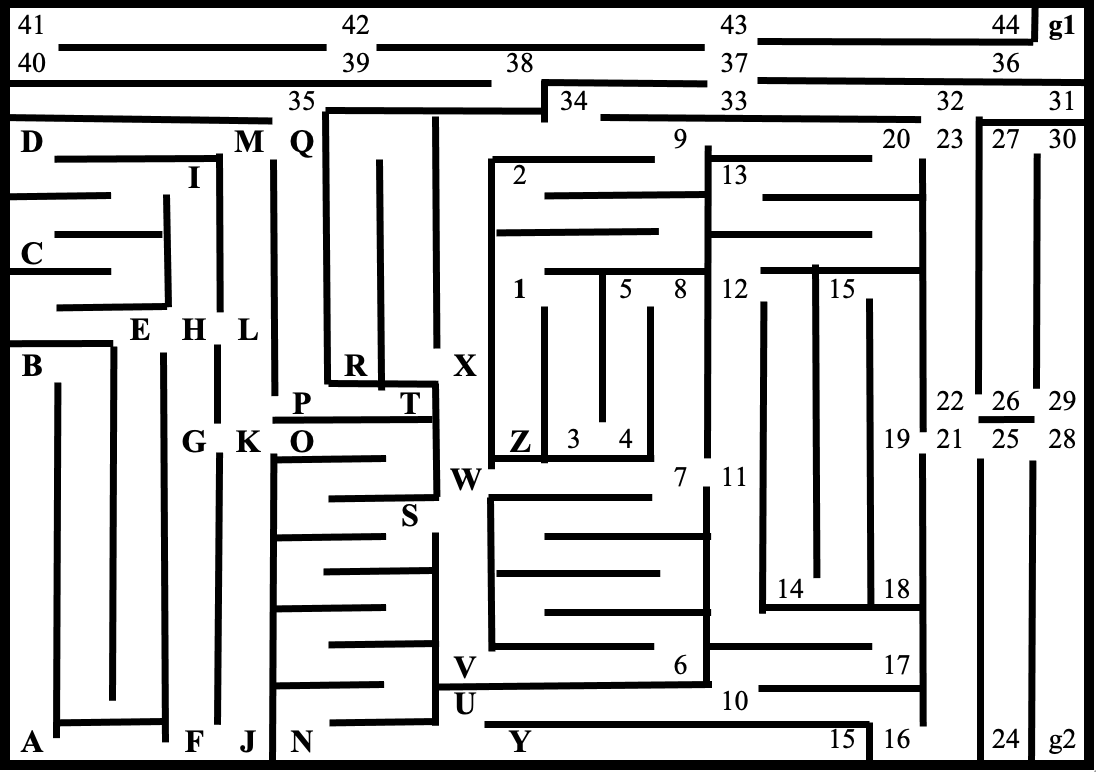 41 42 43 44 g1
40 39 38 37 36
35 34 33 32 31
D M Q 9 20 23 27 30
I 2 13
C
1 5 8 12 15
E H L
B R X
P T 22 26 29
G K O Z 3 4 19 21 25 28
W 7 11
S
14 18
V 6 17
U 10
A F J N Y 15 16 24 g2